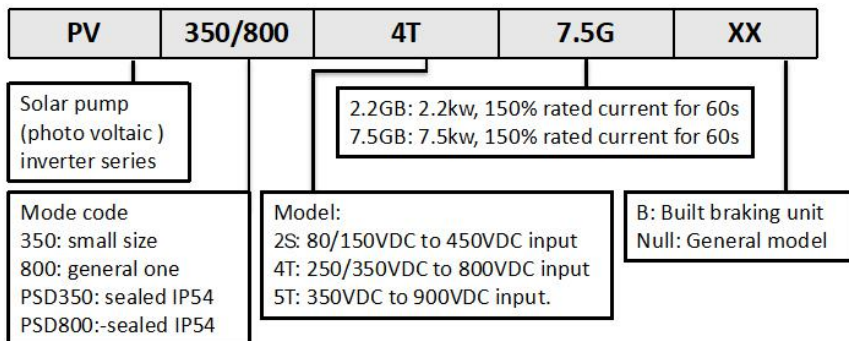 PV 350/800 4T 7.5G XX
Solar pump
(photo voltaic )
inverter series
2.2GB: 2.2kw, 150% rated current for 60s
7.5GB: 7.5kw, 150% rated current for 60s
Mode code
350: small size
800: general one
PSD350: sealed IP54
PSD800:-sealed IP54
Model:
2S: 80/150VDC to 450VDC input
4T: 250/350VDC to 800VDC input
5T: 350VDC to 900VDC input.
B: Built braking unit
Null: General model